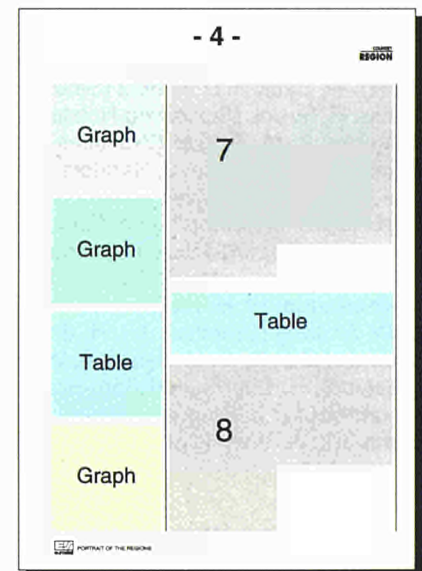 - 4 -
COUNTRY
REGION
Graph
7
Graph
Table
Table
8
Graph
PORTRAIT OF THE REGIONS